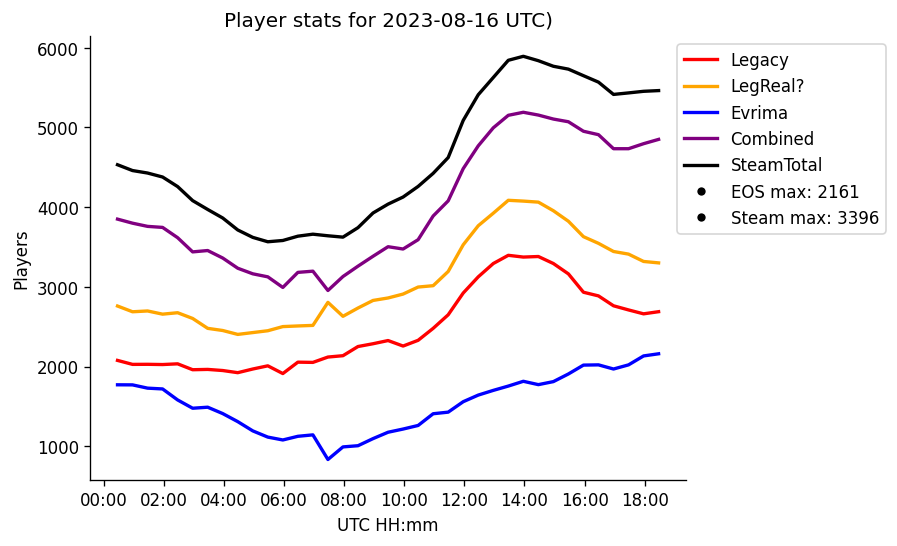 Player stats for 2023-08-16 UTC)
6000
5000
4000
3000
2000
1000
Players
00:00 02:00 04:00 06:00 08:00 10:00 12:00 14:00 16:00 18:00
UTC HH:mm
Legacy
LegReal?
Evrima
Combined
SteamTotal
EOS max: 2161
Steam max: 3396